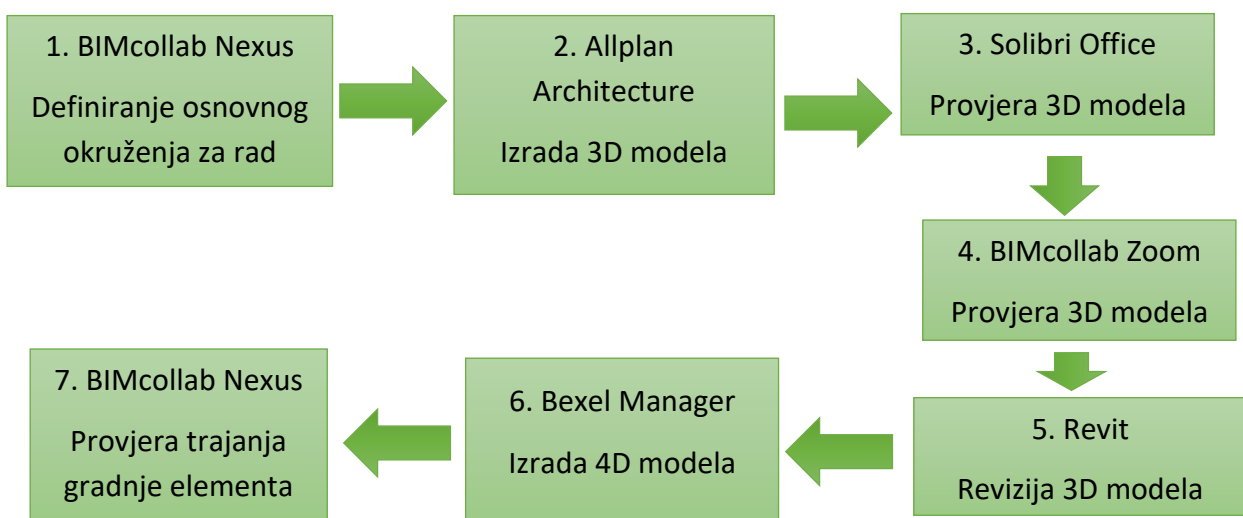 1. BIMcollab Nexus
Definiranje osnovnog
okruženja za rad
2. Allplan
Architecture
Izrada 3D modela
3. Solibri Office
Provjera 3D modela
4. BIMcollab Zoom
Provjera 3D modela
5. Revit
Revizija 3D modela
6. Bexel Manager
Izrada 4D modela
7. BIMcollab Nexus
Provjera trajanja
gradnje elementa